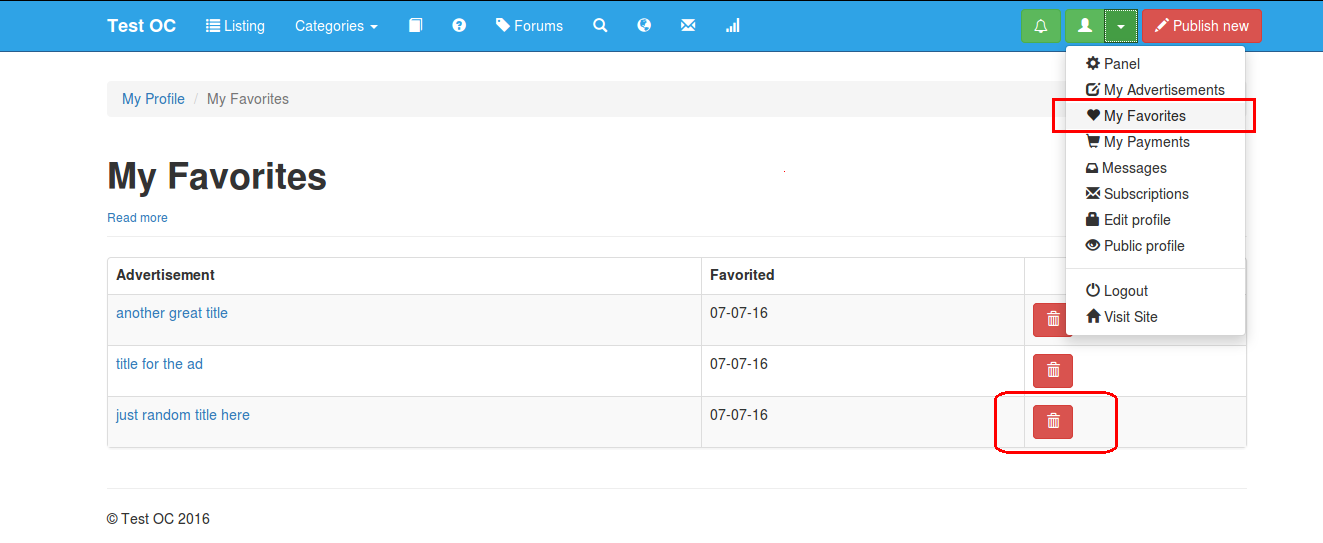 Test OC Listing Categories Forums Publish new
Panel
My Advertisements
My Profile / My Favorites
My Favorites
My Payments
Messages
Subscriptions
Edit profile
Public profile
Logout
Visit Site
My Favorites
Read more
Advertisement Favorited
another great title 07-07-16
title for the ad 07-07-16
just random title here 07-07-16
© Test OC 2016